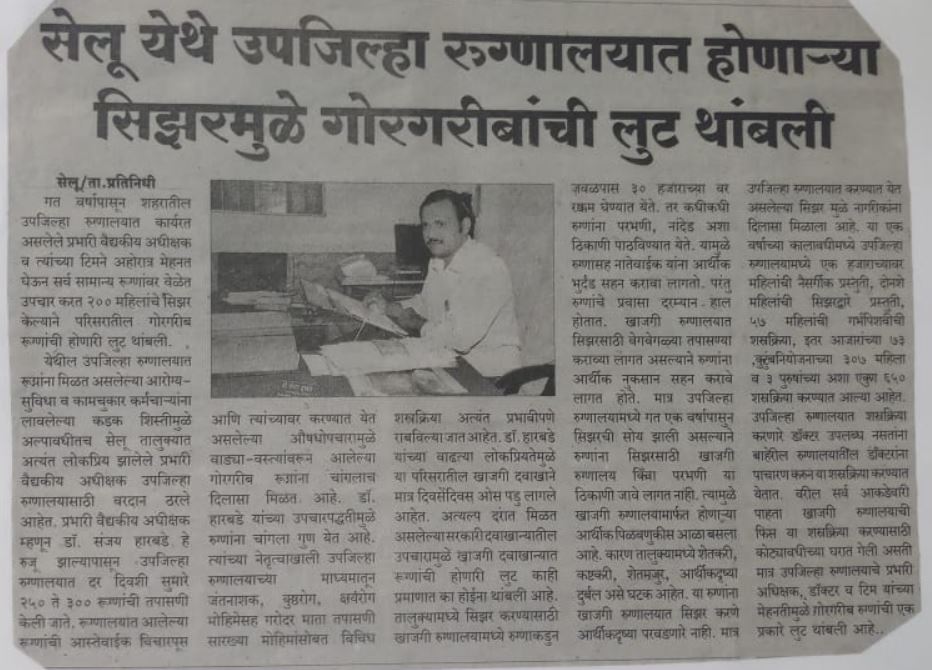 सेलू येथे उपजिल्हा रुग्णालयात होणाऱ्या
सिझरमुळे गोरगरीबांची लुट थांबली
सेलू/ता.प्रतिनिधी
गत वर्षापासून शहरातील
उपजिल्हा रुग्णालयात कार्यरत
असलेले प्रभारी वैद्यकीय अधीक्षक
व त्यांच्या टिमने अहोरात्र मेहनत
घेऊन सर्व सामान्य रूग्णांवर वेळेत
उपचार करत २०० महिलांचे सिझर
केल्याने परिसरातील गोरगरीब
रूग्णांची होणारी लुट थांबली.
येथील उपजिल्हा रुग्णालयात
रूग्नांना मिळत असलेल्या आरोग्य-
सुविधा व कामचुकार कर्मचाऱ्यांना
लावलेल्या कडक शिस्तीमुळे
अल्पावधीतच सेलू तालुक्यात
अत्यंत लोकप्रिय झालेले प्रभारी
वैद्यकीय अधीक्षक उपजिल्हा
रुग्णालयासाठी वरदान ठरले
आहेत. प्रभारी वैद्यकीय अधीक्षक
म्हणून डॉ. संजय हारबडे हे
रुजू झाल्यापासून उपजिल्हा
रुग्णालयात दर दिवशी सुमारे
२५० ते ३०० रूग्णांची तपासणी
केली जाते. रूग्णालयात आलेल्या
रूग्णांची आस्तेवाईक विचारपूस
आणि त्यांच्यावर करण्यात येत
असलेल्या औषधोपचारामुळे
वाड्या-वस्त्यांवरून आलेल्या
गोरगरीब रूग्नांना चांगलाच
दिलासा मिळत आहे. डॉ.
हारबडे यांच्या उपचारपद्धतीमुळे
रुग्णांना चांगला गुण येत आहे.
त्यांच्या नेतृत्वाखाली उपजिल्हा
रुग्णालयाच्या माध्यमातून
जंतनाशक, कुष्ठरोग, क्षयरोग
मोहिमेसह गरोदर माता तपासणी
सारख्या मोहिमांसोबत विविध
शस्त्रक्रिया अत्यंत प्रभावीपणे
राबविल्या जात आहेत. डॉ. हारबडे
यांच्या वाढत्या लोकप्रियतेमुळे
या परिसरातील खाजगी दवाखाने
मात्र दिवसेंदिवस ओस पडु लागले
आहेत. अत्यल्प दरात मिळत
असलेल्या सरकारी दवाखान्यातील
उपचारामुळे खाजगी दवाखान्यात
रूग्णांची होणारी लुट काही
प्रमाणात का होईना थांबली आहे.
तालुक्यामध्ये सिझर करण्यासाठी
खाजगी रुग्णालयामध्ये रुग्णाकडुन
जवळपास ३० हजाराच्या वर
रक्कम घेण्यात येते. तर कधीकधी
रुग्णांना परभणी, नांदेड अशा
ठिकाणी पाठविण्यात येते. यामुळे
रुग्णासह नातेवाईक यांना आर्थीक
भुर्दंड सहन करावा लागतो. परंतु
रुग्णांचे प्रवासा दरम्यान हाल
होतात. खाजगी रुग्णालयात
सिझरसाठी वेगवेगळ्या तपासण्या
कराव्या लागत असल्याने रुग्णांना
आर्थीक नुकसान सहन करावे
लागत होते. मात्र उपजिल्हा
रुग्णालयामध्ये गत एक वर्षापासुन
सिझरची सोय झाली असल्याने
रुग्णांना सिझरसाठी खाजगी
रुग्णालय किंवा परभणी या
ठिकाणी जावे लागत नाही. त्यामुळे
खाजगी रुग्णालयामार्फत होणाऱ्या
आर्थिक पिळवणुकीस आळा बसला
आहे. कारण तालुक्यामध्ये शेतकरी,
कष्टकरी, शेतमजुर, आर्थिकदृष्या
दुर्बल असे घटक आहेत. या रुग्णांना
खाजगी रुग्णालयात सिझर करणे
आर्थीकदृष्या परवडणारे नाही. मात्र
उपजिल्हा रुग्णालयात करण्यात येत
असलेल्या सिझर मुळे नागरीकांना
दिलासा मिळाला आहे. या एक
वर्षाच्या कालावधीमध्ये उपजिल्हा
रुग्णालयामध्ये एक हजाराच्यावर
महिलांची नैसर्गीक प्रस्तुती, दोनशे
महिलांची सिझरद्वारे प्रस्तुती,
५७ महिलांची गर्भपिशवीची
शस्त्रक्रिया, इतर आजारांच्या ७३
,कुटुंबनियोजनाच्या ३०७ महिला
व ३ पुरुषांच्या अशा एकुण ६५०
शस्त्रक्रिया करण्यात आल्या आहेत.
उपजिल्हा रुग्णालयात शस्त्रक्रिया
करणारे डॉक्टर उपलब्ध नसतांना
बाहेरील रुग्णालयातील डॉक्टरांना
पाचारण करुन या शस्त्रक्रिया करण्यात
येतात. वरील सर्व आकडेवारी
पाहता खाजगी रुग्णालयाची
फिस या शस्त्रक्रिया करण्यासाठी
कोट्यावधीच्या घरात गेली असती
मात्र उपजिल्हा रुग्णालयाचे प्रभारी
अधिक्षक, डॉक्टर व टिम यांच्या
मेहनतीमुळे गोरगरीब रुग्णांची एक
प्रकारे लुट थांबली आहे..